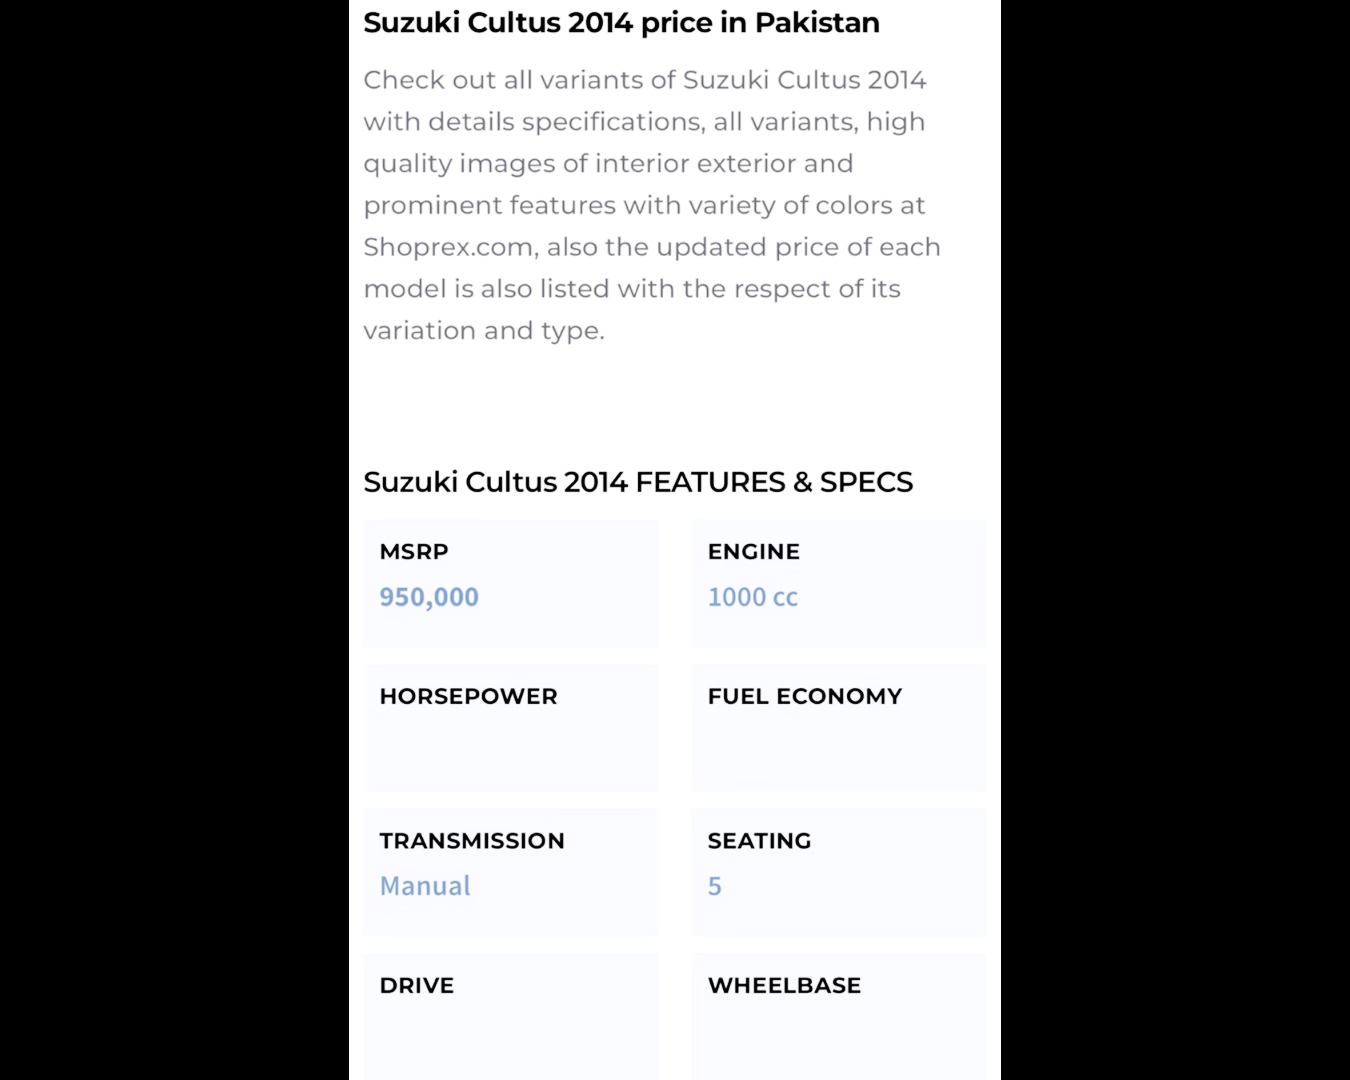 Suzuki Cultus 2014 price in Pakistan
Check out all variants of Suzuki Cultus 2014
with details specifications, all variants, high
quality images of interior exterior and
prominent features with variety of colors at
Shoprex.com, also the updated price of each
model is also listed with the respect of its
variation and type.
Suzuki Cultus 2014 FEATURES & SPECS
MSRP
950,000
ENGINE
1000 cc
HORSEPOWER
FUEL ECONOMY
TRANSMISSION
Manual
SEATING
5
DRIVE
WHEELBASE